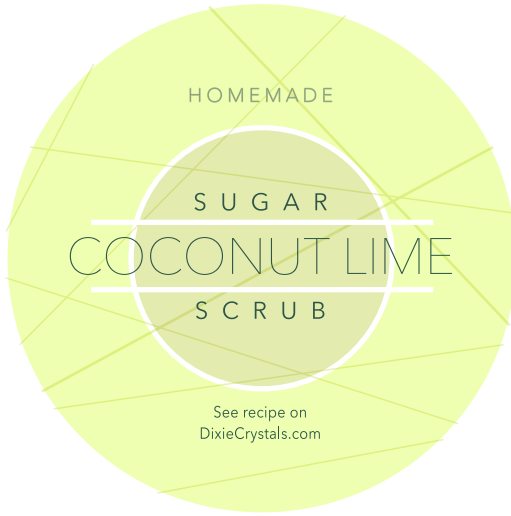 HOMEMADE
SUGAR
COCONUT LIME
SCRUB
See recipe on
DixieCrystals.com